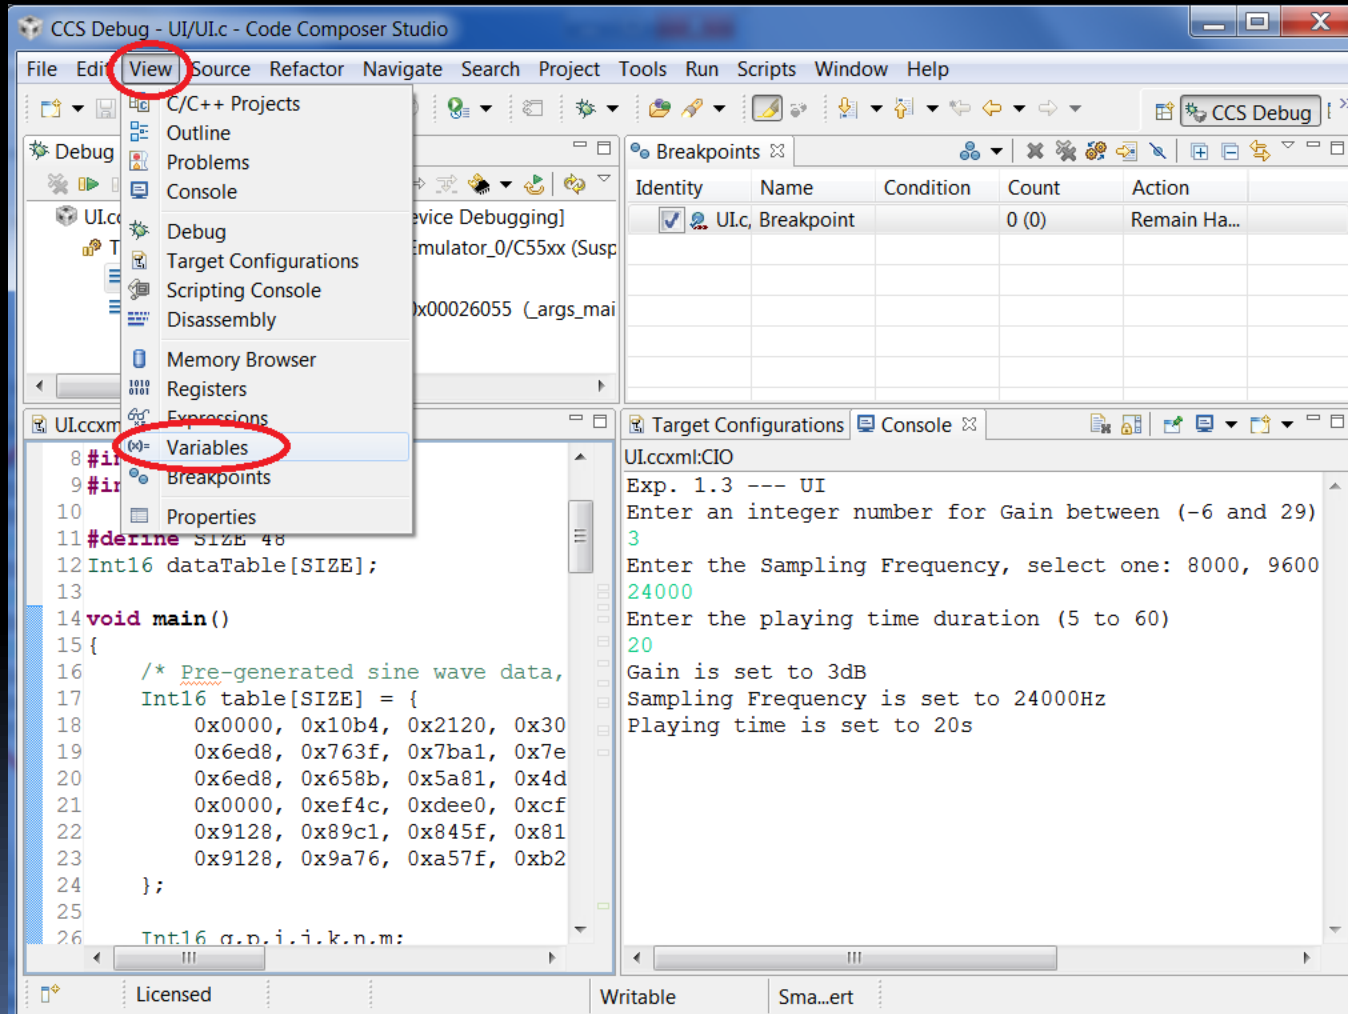 CCS Debug - UI/UI.c - Code Composer Studio
File Edit View Source Refactor Navigate Search Project Tools Run Scripts Window Help
CCS Debug
C/C++ Projects
Outline
Problems
Console
Debug
Target Configurations
Scripting Console
Disassembly
Memory Browser
Registers
Expressions
Variables
Breakpoints
Properties
Debug
UI.cc evice Debugging]
T Emulator_0/C55xx (Susp
0x00026055 (_args_mai
Breakpoints
Identity Name Condition Count Action
UI.c, Breakpoint 0 (0) Remain Ha...
UI.ccxm
8 #in
9 #in
10
11 #define SIZE 48
12 Int16 dataTable[SIZE];
13
14 void main()
15 {
16 /* Pre-generated sine wave data,
17 Int16 table[SIZE] = {
18 0x0000, 0x10b4, 0x2120, 0x30
19 0x6ed8, 0x763f, 0x7ba1, 0x7e
20 0x6ed8, 0x658b, 0x5a81, 0x4d
21 0x0000, 0xef4c, 0xdee0, 0xcf
22 0x9128, 0x89c1, 0x845f, 0x81
23 0x9128, 0x9a76, 0xa57f, 0xb2
24 };
25
26 Int16 g,p,i,j,k,n,m;
Target Configurations Console
UI.ccxml:CIO
Exp. 1.3 --- UI
Enter an integer number for Gain between (-6 and 29)
3
Enter the Sampling Frequency, select one: 8000, 9600
24000
Enter the playing time duration (5 to 60)
20
Gain is set to 3dB
Sampling Frequency is set to 24000Hz
Playing time is set to 20s
Licensed Writable Sma...ert